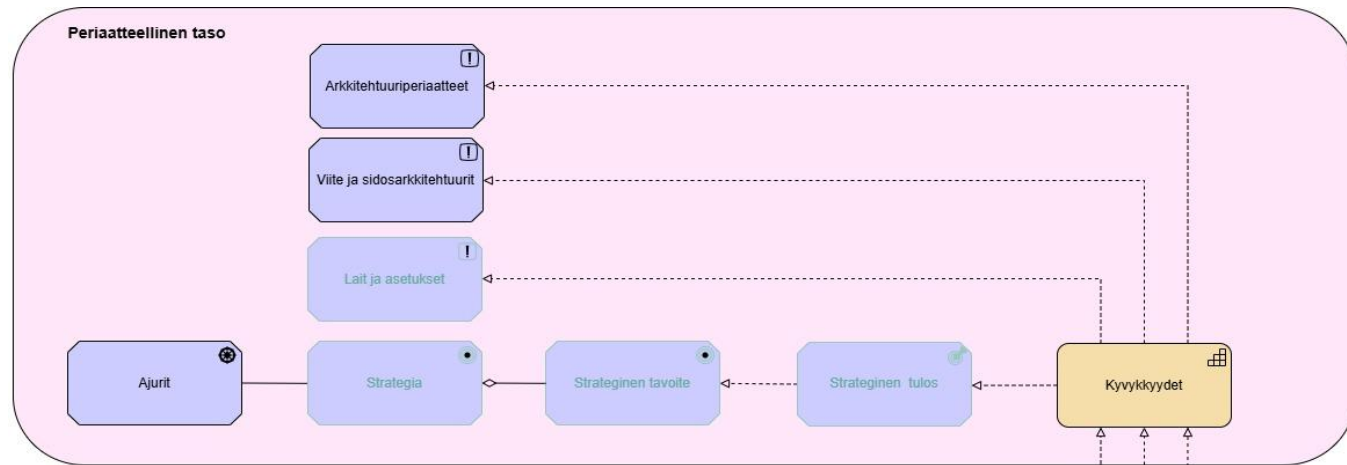 Periaatteellinen taso
Arkkitehtuuriperiaatteet
Viite ja sidosarkkitehtuurit
Lait ja asetukset
Ajurit
Strategia
Strateginen tavoite
Strateginen tulos
Kyvykkyydet